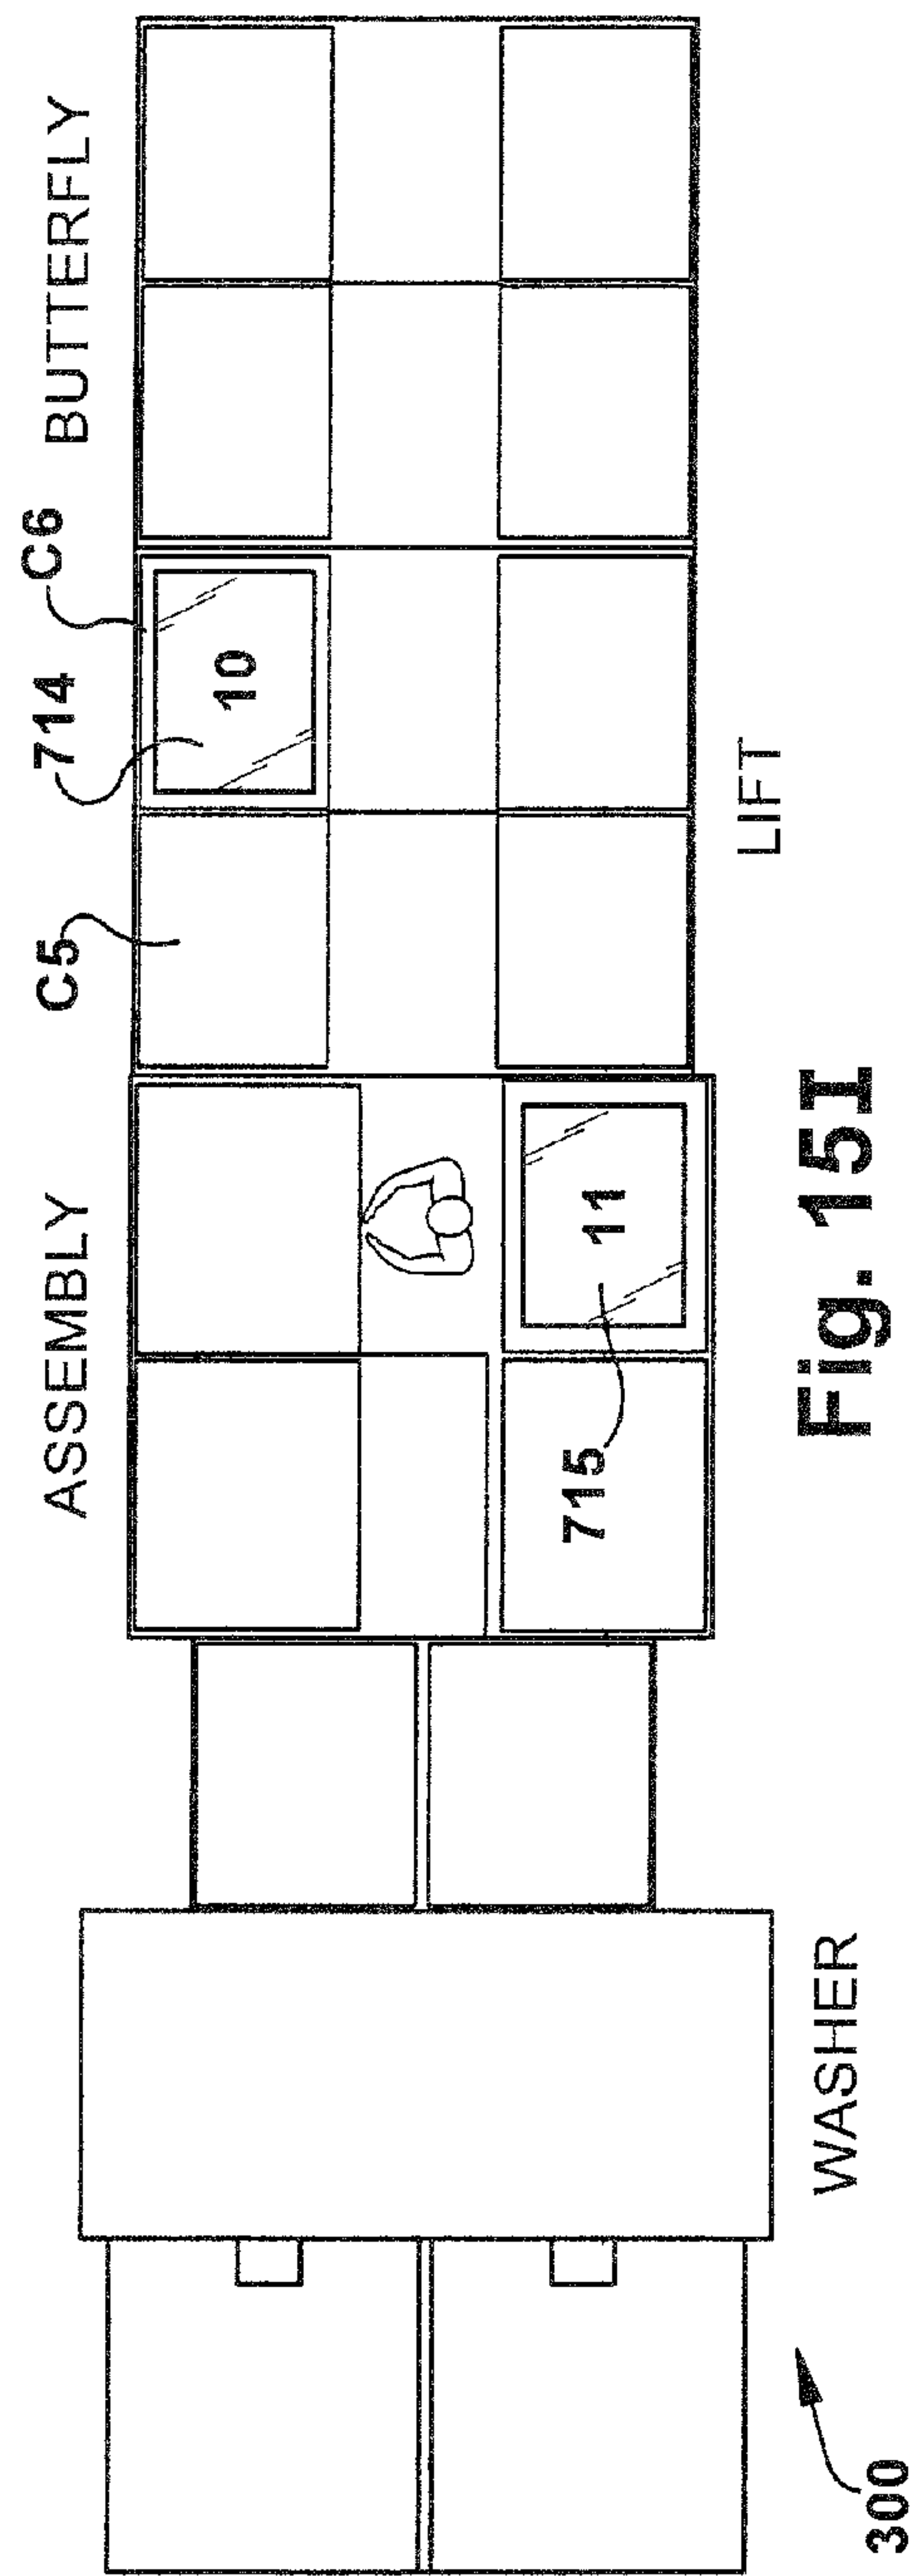 ASSEMBLY
BUTTERFLY
C5
714
C6
10
11
715
LIFT
WASHER
300
Fig. 15I